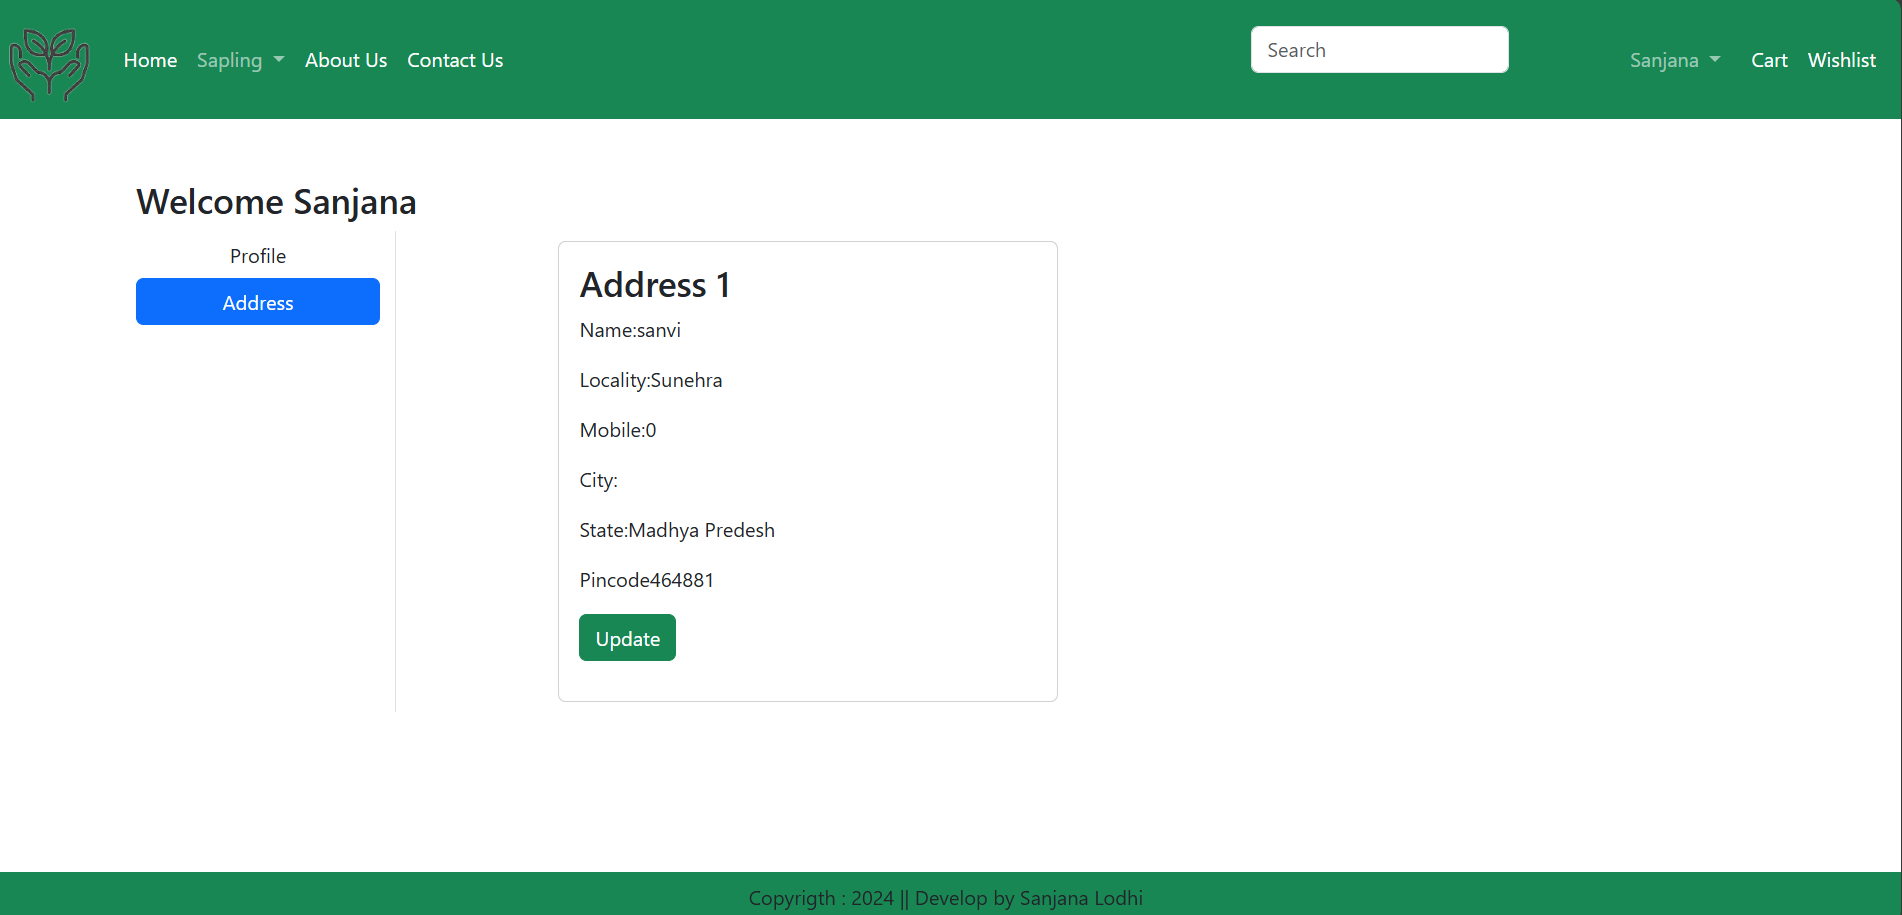 Home Sapling About Us Contact Us Search Sanjana Cart Wishlist
Welcome Sanjana
Profile
Address
Address 1
Name:sanvi
Locality:Sunehra
Mobile:0
City:
State:Madhya Predesh
Pincode464881
Update
Copyrigth : 2024 || Develop by Sanjana Lodhi